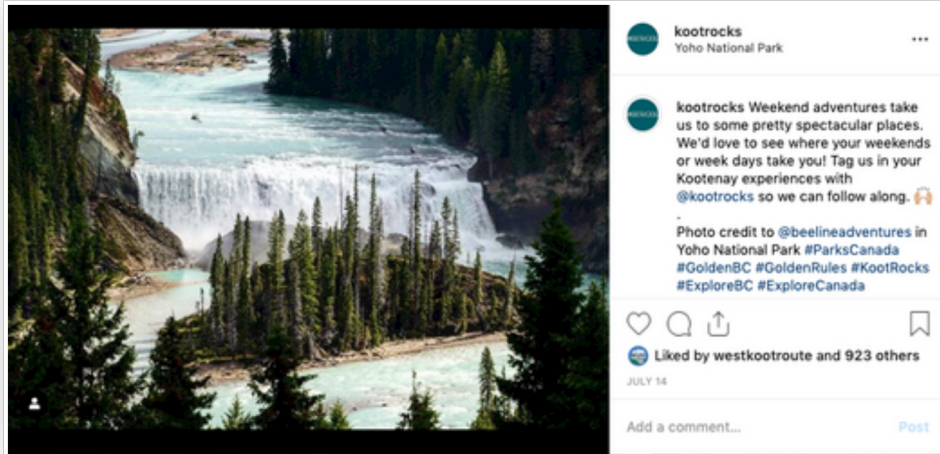 kootrocks
Yoho National Park
kootrocks Weekend adventures take
us to some pretty spectacular places.
We'd love to see where your weekends
or week days take you! Tag us in your
Kootenay experiences with
@kootrocks so we can follow along. 🙌🏼
.
Photo credit to @beelineadventures in
Yoho National Park #ParksCanada
#GoldenBC #GoldenRules #KootRocks
#ExploreBC #ExploreCanada
Liked by westkootroute and 923 others
JULY 14
Add a comment...
Post